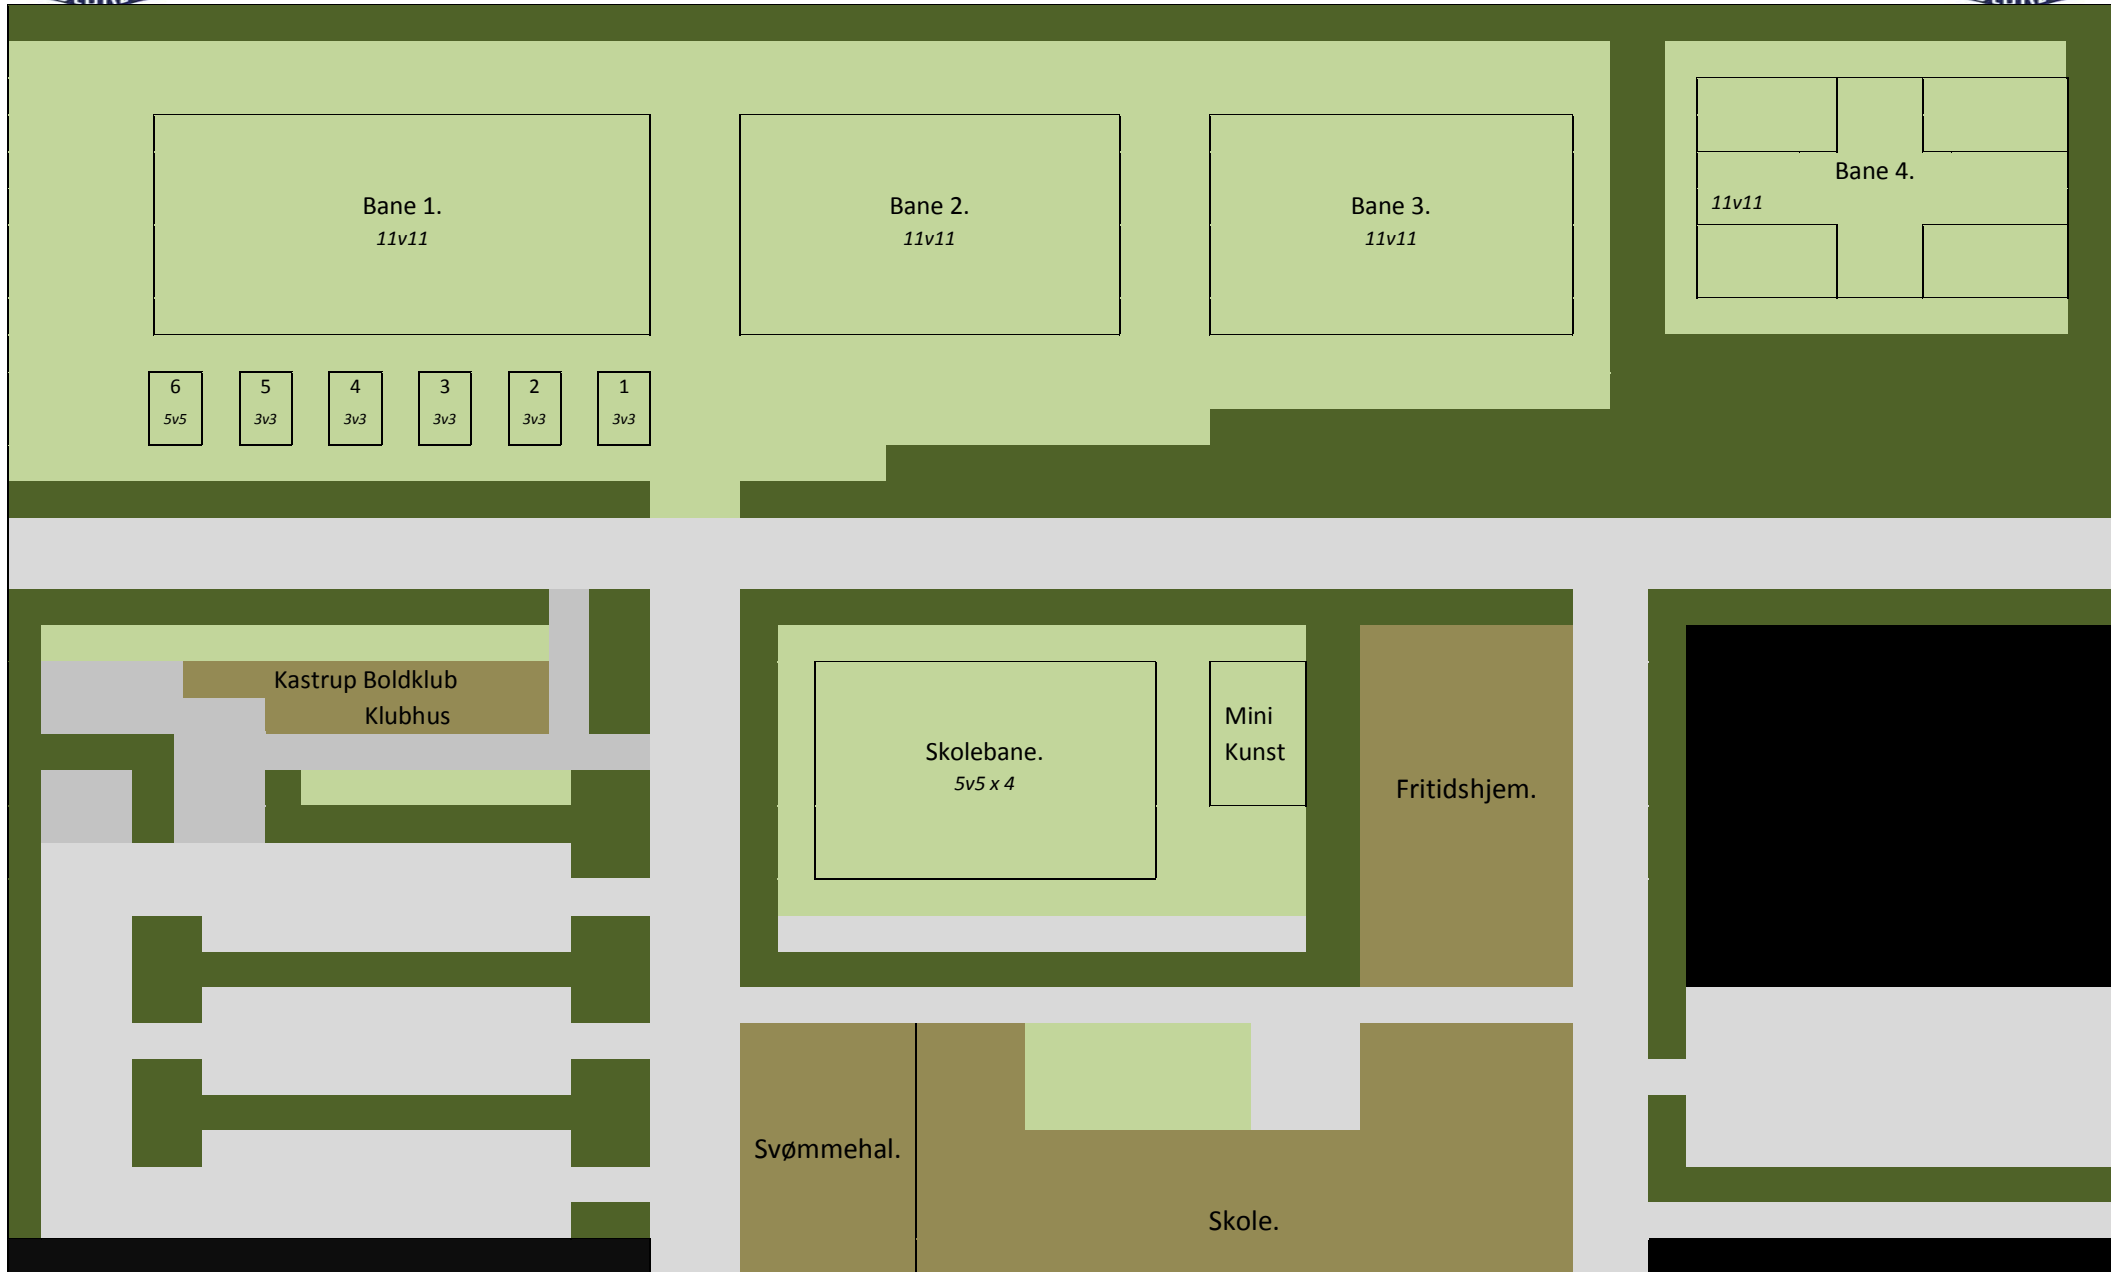 Bane 1.
11v11
Bane 2.
11v11
Bane 3.
11v11
Bane 4.
11v11
6
5v5
5
3v3
4
3v3
3
3v3
2
3v3
1
3v3
Kastrup Boldklub
Klubhus
Skolebane.
5v5 x 4
Mini
Kunst
Fritidshjem.
Svømmehal.
Skole.